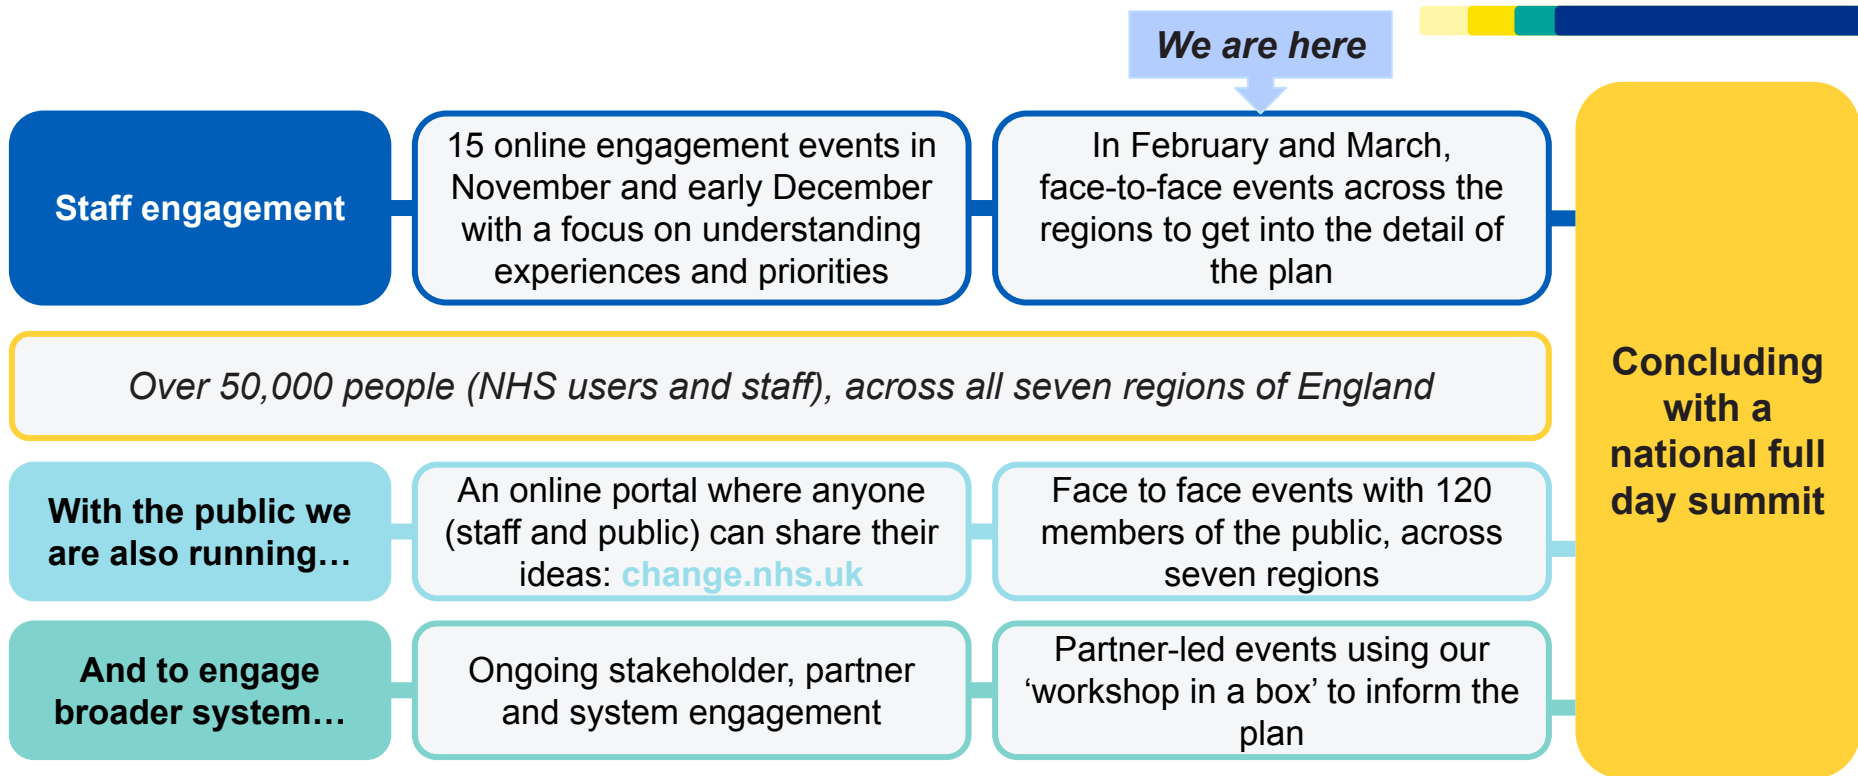 We are here
Staff engagement
15 online engagement events in
November and early December
with a focus on understanding
experiences and priorities
In February and March,
face-to-face events across the
regions to get into the detail of
the plan
Over 50,000 people (NHS users and staff), across all seven regions of England
With the public we
are also running…
An online portal where anyone
(staff and public) can share their
ideas: change.nhs.uk
Face to face events with 120
members of the public, across
seven regions
And to engage
broader system…
Ongoing stakeholder, partner
and system engagement
Partner-led events using our
‘workshop in a box’ to inform the
plan
Concluding
with a
national full
day summit